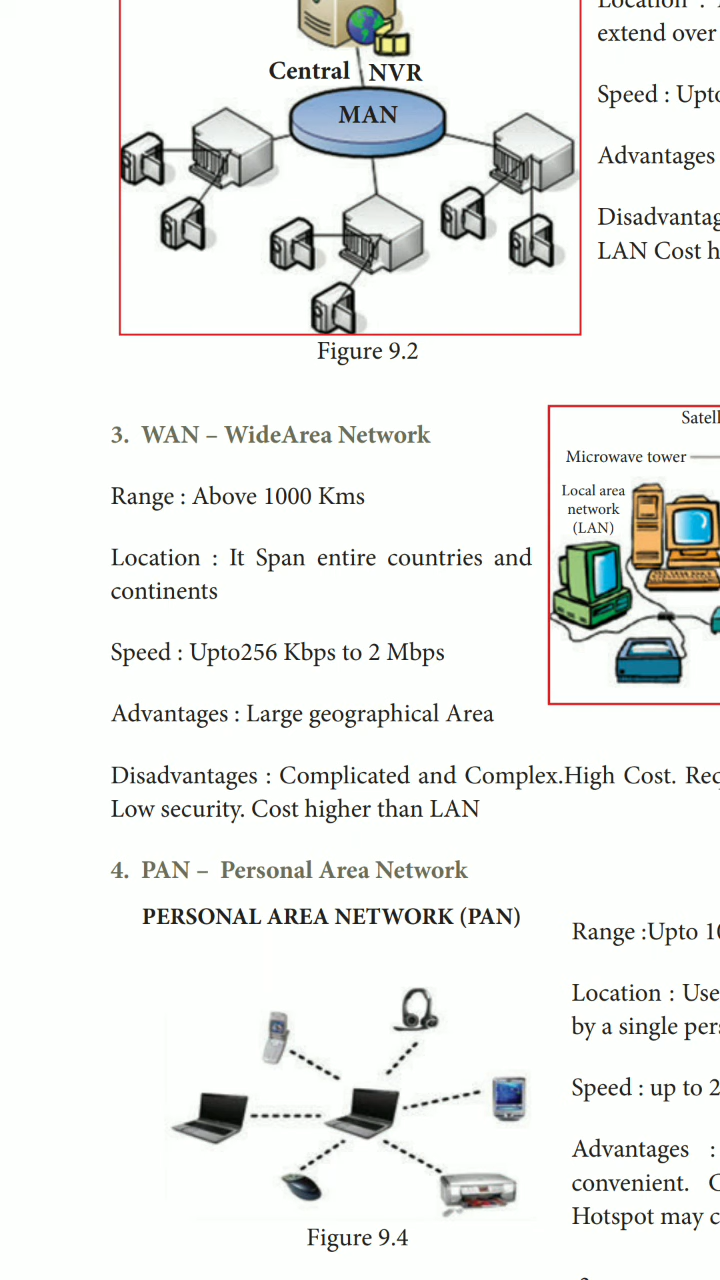 Location :
extend over
Central NVR
MAN
Speed :
Advantages
LAN Cost
Figure 9.2
3. WAN – WideArea Network
Range : Above 1000 Kms
Location : It Span entire countries and
continents
Speed : Upto256 Kbps to 2 Mbps
Advantages : Large geographical Area
Microwave tower
Local area
network
(LAN)
Disadvantages : Complicated and Complex.High Cost.
Low security. Cost higher than LAN
4. PAN – Personal Area Network
PERSONAL AREA NETWORK (PAN)
Figure 9.4
Range :Upto
Location :
by a single
Speed : up to
Advantages :
convenient.
Hotspot may